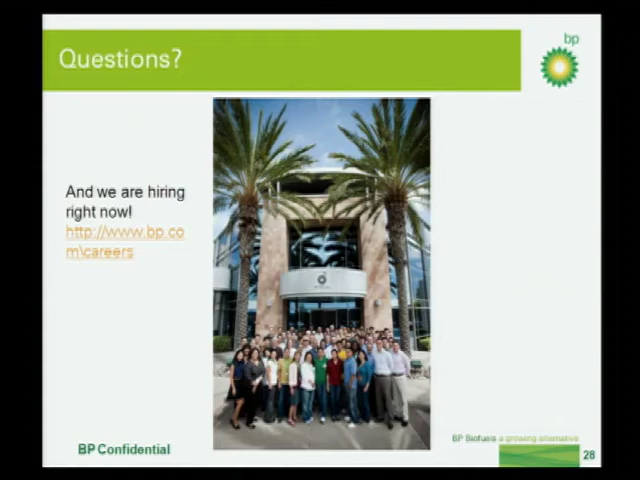 bp
Questions?
And we are hiring
right now!
http://www.bp.co
m\careers
BP Confidential
BP Biofuels a growing alternative
28